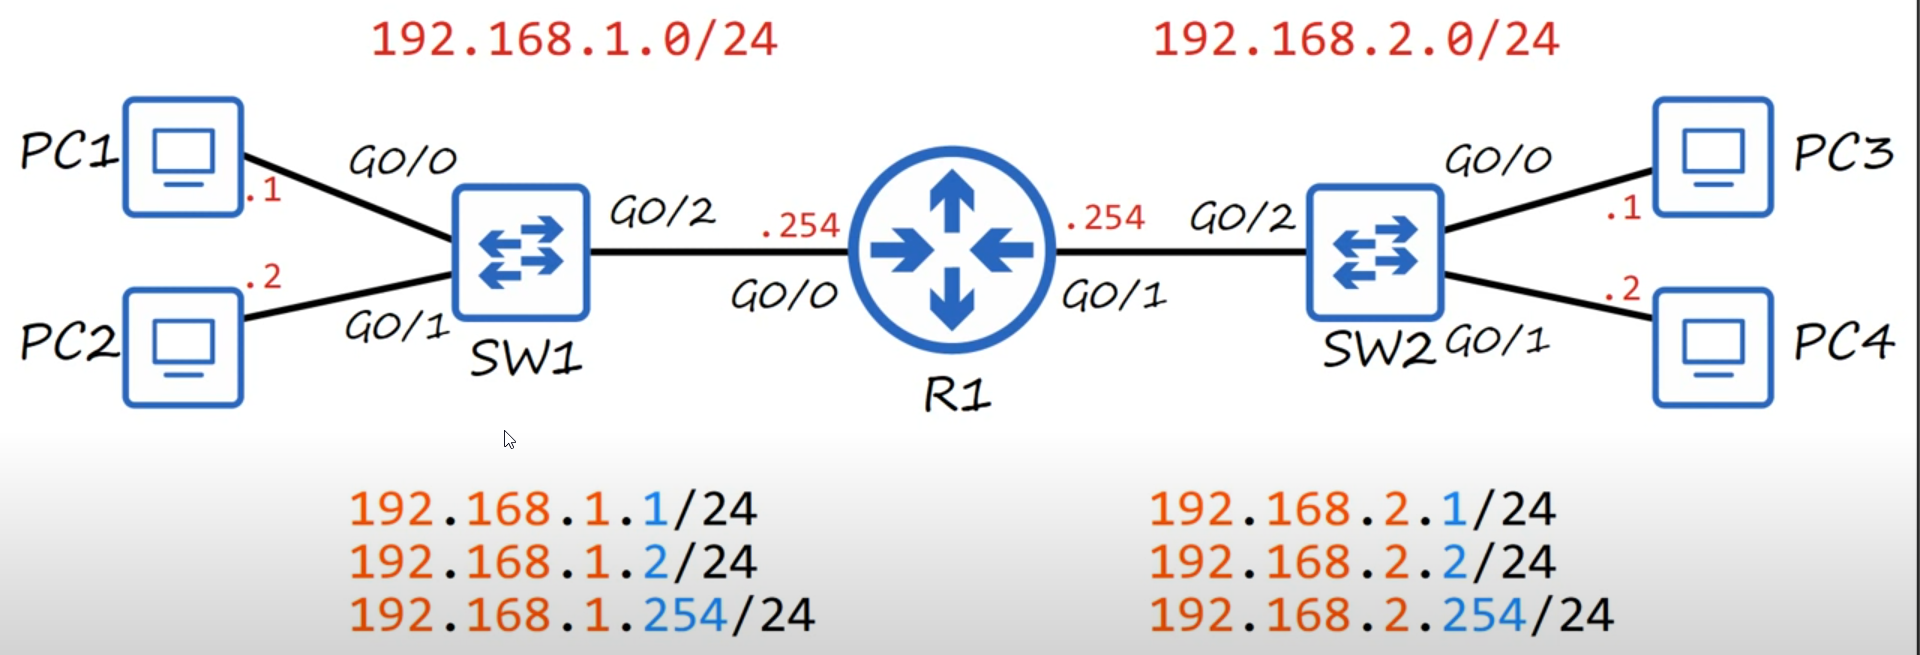 192.168.1.0/24
192.168.2.0/24
PC1
.1
G0/0
G0/2
.254
.254
G0/2
G0/0
.1
PC3
PC2
.2
G0/1
SW1
G0/0
R1
G0/1
SW2
G0/1
.2
PC4
192.168.1.1/24
192.168.1.2/24
192.168.1.254/24
192.168.2.1/24
192.168.2.2/24
192.168.2.254/24